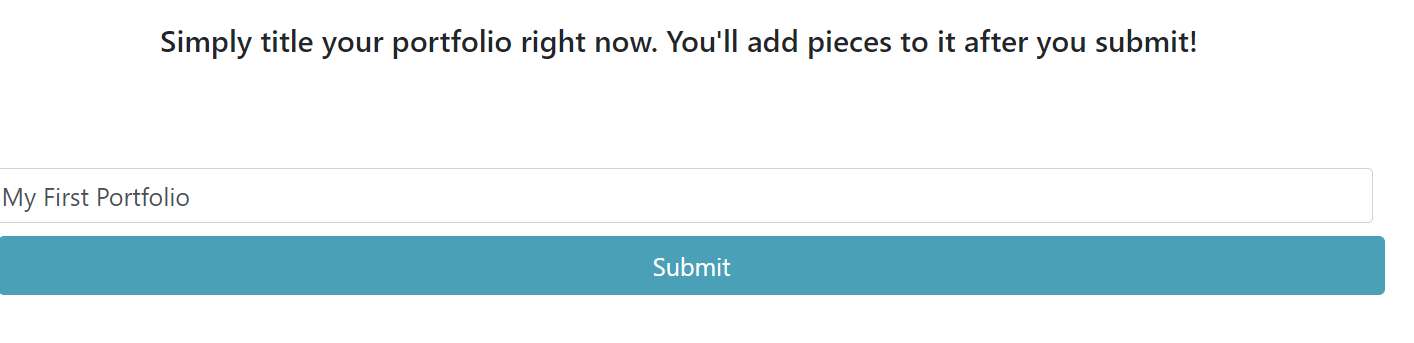 Simply title your portfolio right now. You'll add pieces to it after you submit!
My First Portfolio
Submit